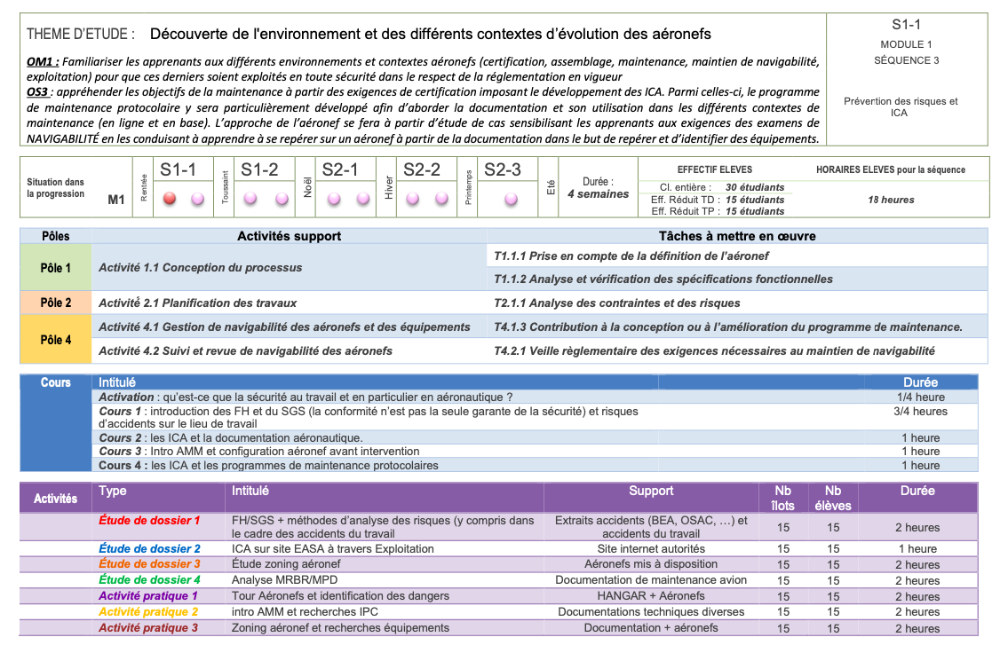 THEME D'ETUDE : Découverte de l'environnement et des différents contextes d'évolution des aéronefs
OM1 : Familiariser les apprenants aux différents environnements et contextes aéronefs (certification, assemblage, maintenance, maintien de navigabilité,
exploitation) pour que ces derniers soient exploités en toute sécurité dans le respect de la réglementation en vigueur
OS3 : appréhender les objectifs de la maintenance à partir des exigences de certification imposant le développement des ICA. Parmi celles-ci, le programme
de maintenance protocolaire y sera particulièrement développé afin d'aborder la documentation et son utilisation dans les différents contextes de
maintenance (en ligne et en base). L'approche de l'aéronef se fera à partir d'étude de cas sensibilisant les apprenants aux exigences des examens de
NAVIGABILITÉ en les conduisant à apprendre à se repérer sur un aéronef à partir de la documentation dans le but de repérer et d'identifier des équipements.
S1-1
MODULE 1
SÉQUENCE 3
Prévention des risques et
ICA
Situation dans
la progression
M1
Rentrée
S1-1
Toussaint
S1-2
Noël
S2-1
Hiver
S2-2
Printemps
S2-3
Eté
Durée :
4 semaines
EFFECTIF ELEVES
Cl. entière : 30 étudiants
Eff. Réduit TD : 15 étudiants
Eff. Réduit TP : 15 étudiants
HORAIRES ELEVES pour la séquence
18 heures
Pôles Activités support Tâches à mettre en œuvre
Pôle 1 Activité 1.1 Conception du processus T1.1.1 Prise en compte de la définition de l'aéronef
T1.1.2 Analyse et vérification des spécifications fonctionnelles
Pôle 2 Activité 2.1 Planification des travaux T2.1.1 Analyse des contraintes et des risques
Pôle 4 Activité 4.1 Gestion de navigabilité des aéronefs et des équipements T4.1.3 Contribution à la conception ou à l'amélioration du programme de maintenance.
Activité 4.2 Suivi et revue de navigabilité des aéronefs T4.2.1 Veille règlementaire des exigences nécessaires au maintien de navigabilité
Cours Intitulé Durée
Activation : qu'est-ce que la sécurité au travail et en particulier en aéronautique ? 1/4 heure
Cours 1 : introduction des FH et du SGS (la conformité n'est pas la seule garante de la sécurité) et risques 3/4 heures
d'accidents sur le lieu de travail
Cours 2 : les ICA et la documentation aéronautique. 1 heure
Cours 3 : Intro AMM et configuration aéronef avant intervention 1 heure
Cours 4 : les ICA et les programmes de maintenance protocolaires 1 heure
Activités Type Intitulé Support Nb îlots Nb élèves Durée
Étude de dossier 1 FH/SGS + méthodes d'analyse des risques (y compris dans Extraits accidents (BEA, OSAC, …) et 15 15 2 heures
le cadre des accidents du travail accidents du travail
Étude de dossier 2 ICA sur site EASA à travers Exploitation Site internet autorités 15 15 1 heure
Étude de dossier 3 Étude zoning aéronef Aéronefs mis à disposition 15 15 2 heures
Étude de dossier 4 Analyse MRBR/MPD Documentation de maintenance avion 15 15 2 heures
Activité pratique 1 Tour Aéronefs et identification des dangers HANGAR + Aéronefs 15 15 2 heures
Activité pratique 2 intro AMM et recherches IPC Documentations techniques diverses 15 15 2 heures
Activité pratique 3 Zoning aéronef et recherches équipements Documentation + aéronefs 15 15 2 heures